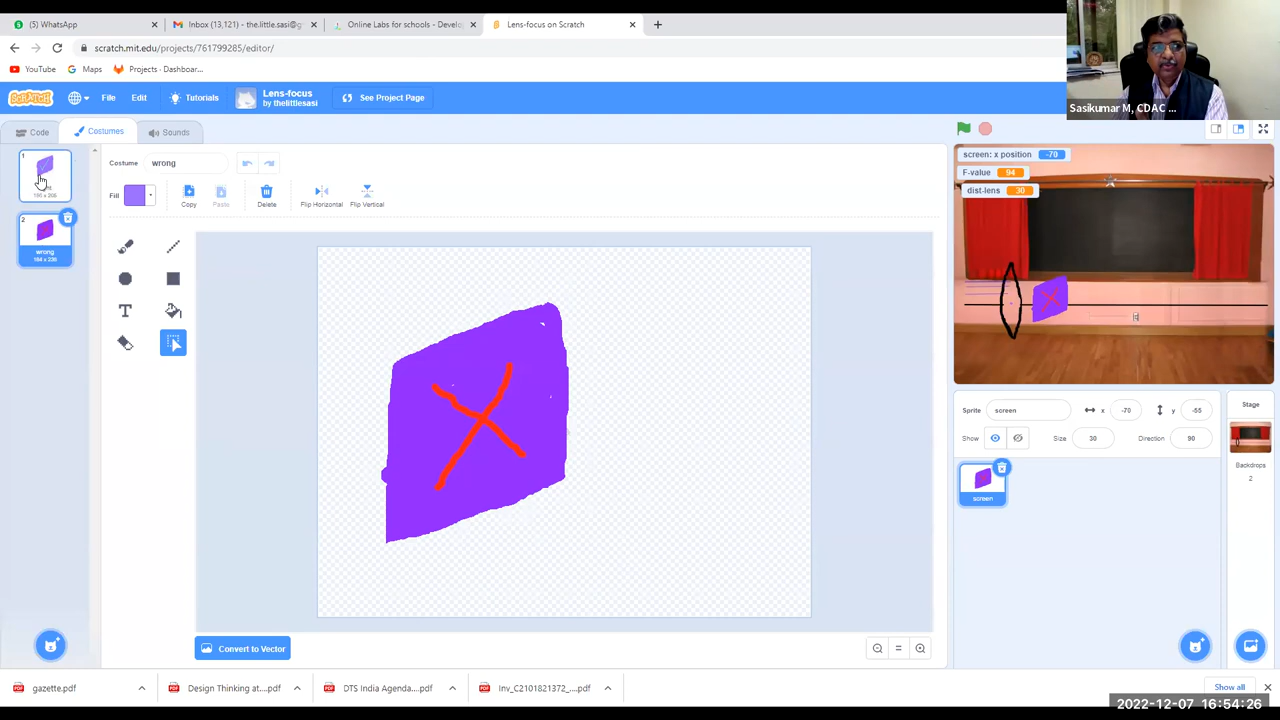 (5) WhatsApp
Inbox (13,121) - the.little.sasi@g
Online Labs for schools - Develo
Lens-focus on Scratch
scratch.mit.edu/projects/761799285/editor/
YouTube
Maps
Projects · Dashboar...
SCRATCH
File
Edit
Tutorials
Lens-focus
by thelittlesasi
See Project Page
Sasikumar M, CDAC ...
Code
Costumes
Sounds
1
2
wrong
164 x 236
Costume
wrong
Fill
Copy
Paste
Delete
Flip Horizontal
Flip Vertical
T
Convert to Vector
screen: x position -70
F-value 94
dist-lens 30
Sprite
screen
x
-70
y
-55
Show
Size
30
Direction
90
screen
Stage
Backdrops
2
gazette.pdf
Design Thinking at....pdf
DTS India Agenda....pdf
Inv_C2101821372_....pdf
Show all
2022-12-07 16:54:26